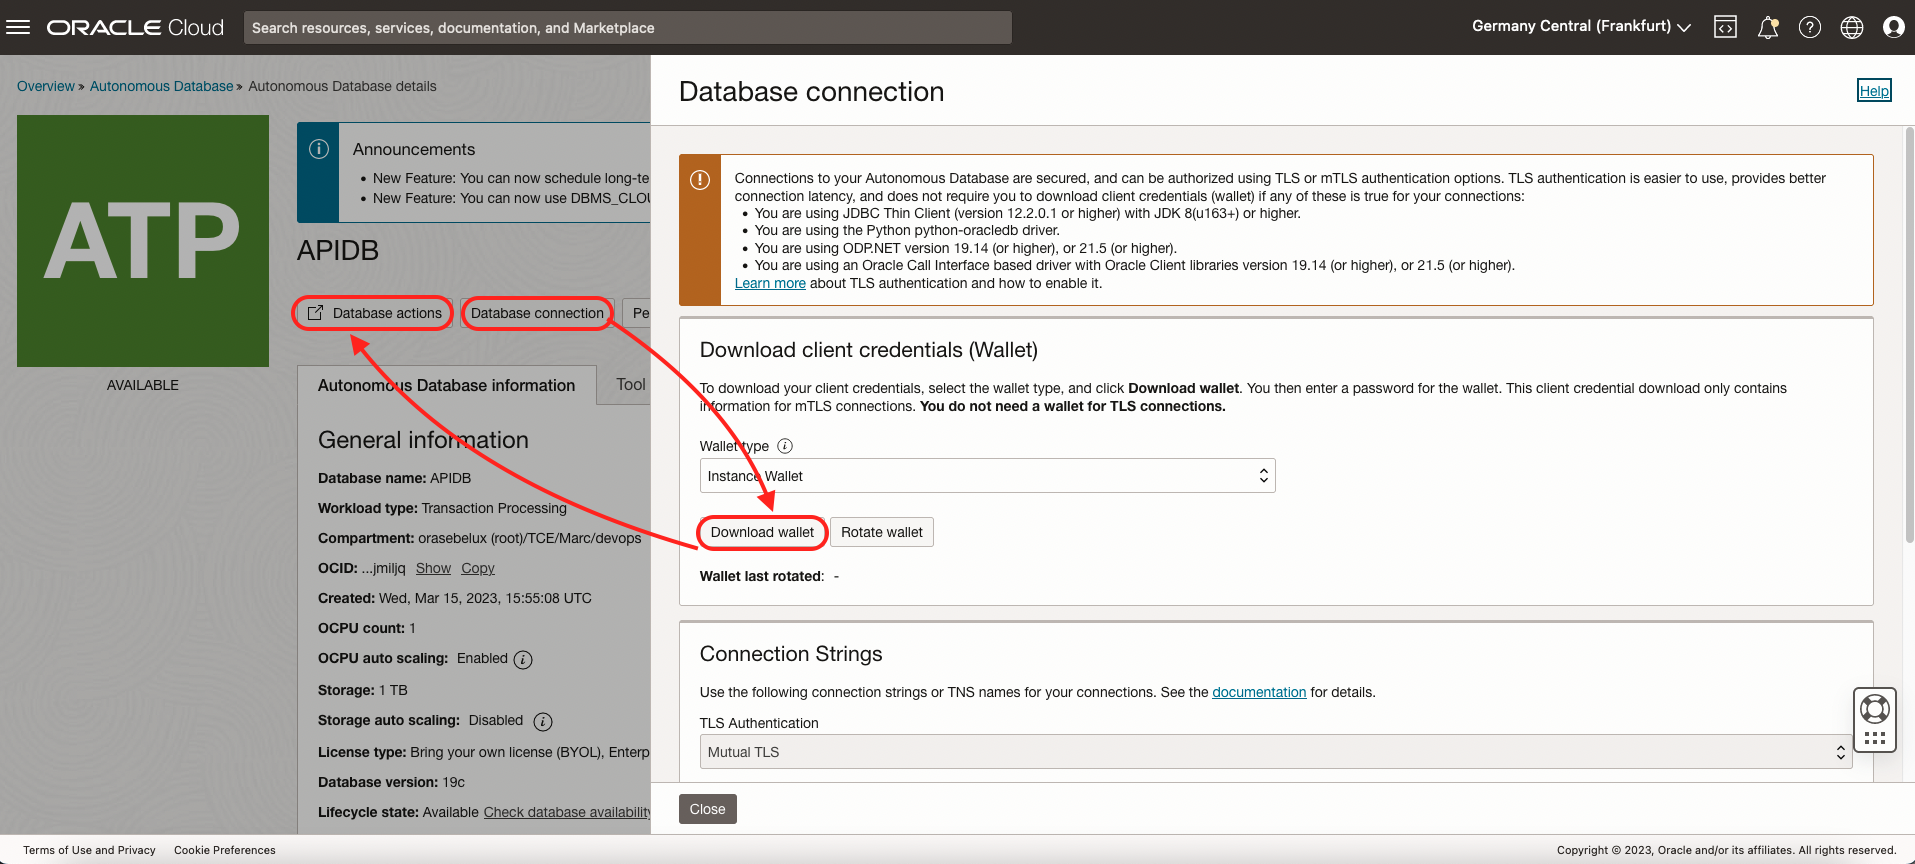 ORACLE Cloud
Search resources, services, documentation, and Marketplace
Germany Central (Frankfurt)
Overview » Autonomous Database » Autonomous Database details
ATP
AVAILABLE
Announcements
• New Feature: You can now schedule long-te
• New Feature: You can now use DBMS_CLOU
APIDB
Database actions
Database connection
Pe
Autonomous Database information
Tool
General information
Database name: APIDB
Workload type: Transaction Processing
Compartment: orasebelux (root)/TCE/Marc/devops
OCID: ...jmiljq Show Copy
Created: Wed, Mar 15, 2023, 15:55:08 UTC
OCPU count: 1
OCPU auto scaling: Enabled
Storage: 1 TB
Storage auto scaling: Disabled
License type: Bring your own license (BYOL), Enterp
Database version: 19c
Lifecycle state: Available Check database availability
Database connection
Help
Connections to your Autonomous Database are secured, and can be authorized using TLS or mTLS authentication options. TLS authentication is easier to use, provides better
connection latency, and does not require you to download client credentials (wallet) if any of these is true for your connections:
• You are using JDBC Thin Client (version 12.2.0.1 or higher) with JDK 8(u163+) or higher.
• You are using the Python python-oracledb driver.
• You are using ODP.NET version 19.14 (or higher), or 21.5 (or higher).
• You are using an Oracle Call Interface based driver with Oracle Client libraries version 19.14 (or higher), or 21.5 (or higher).
Learn more about TLS authentication and how to enable it.
Download client credentials (Wallet)
To download your client credentials, select the wallet type, and click Download wallet. You then enter a password for the wallet. This client credential download only contains
information for mTLS connections. You do not need a wallet for TLS connections.
Wallet type
Instance Wallet
Download wallet
Rotate wallet
Wallet last rotated: -
Connection Strings
Use the following connection strings or TNS names for your connections. See the documentation for details.
TLS Authentication
Mutual TLS
Close
Terms of Use and Privacy
Cookie Preferences
Copyright © 2023, Oracle and/or its affiliates. All rights reserved.